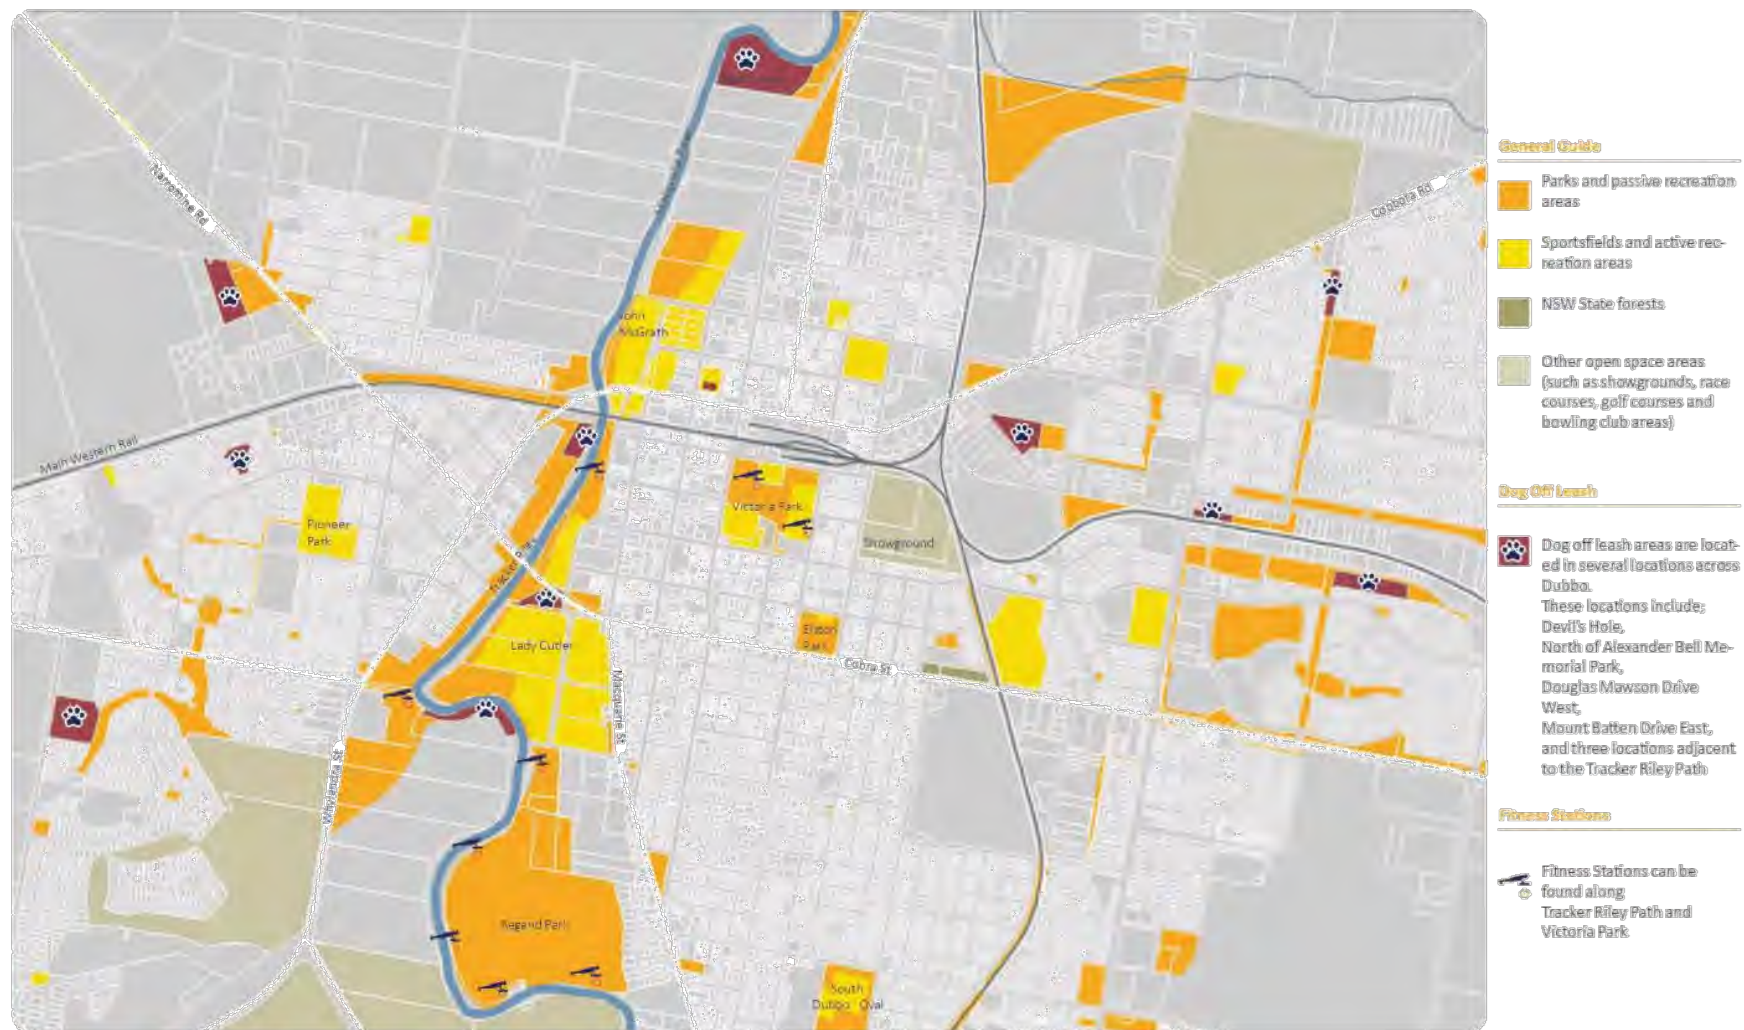 Narromine Rd
Cobbora Rd
John
McGrath
Main Western Rail
Pioneer
Park
Victoria Park
Showground
Elston
Park
Lady Cutler
Cobra St
Macquarie St
Whylandra St
Regand Park
South
Dubbo Oval
General Guide
Parks and passive recreation
areas
Sportsfields and active rec-
reation areas
NSW State forests
Other open space areas
(such as showgrounds, race
courses, golf courses and
bowling club areas)
Dog Off Leash
Dog off leash areas are locat-
ed in several locations across
Dubbo.
These locations include;
Devil's Hole,
North of Alexander Bell Me-
morial Park,
Douglas Mawson Drive
West,
Mount Batten Drive East,
and three locations adjacent
to the Tracker Riley Path
Fitness Stations
Fitness Stations can be
found along
Tracker Riley Path and
Victoria Park